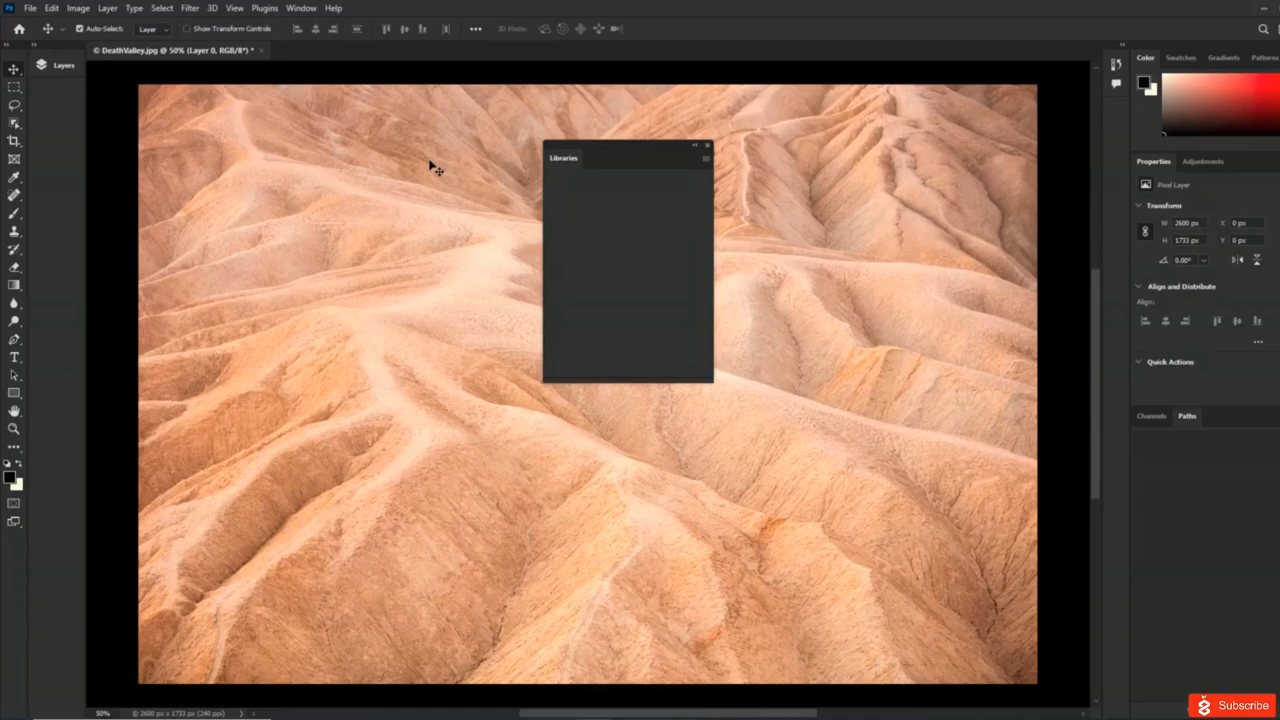 Ps File Edit Image Layer Type Select Filter 3D View Plugins Window Help
Auto-Select: Layer Show Transform Controls 3D Mode:
© DeathValley.jpg @ 50% (Layer 0, RGB/8*) * ×
Layers
Color Swatches Gradients Patterns
Libraries
Properties Adjustments
Pixel Layer
Transform
W 2600 px X 0 px
H 1733 px Y 0 px
0.00°
Align and Distribute
Align:
Quick Actions
Channels Paths
50% © 2600 px x 1733 px (240 ppi)
Subscribe